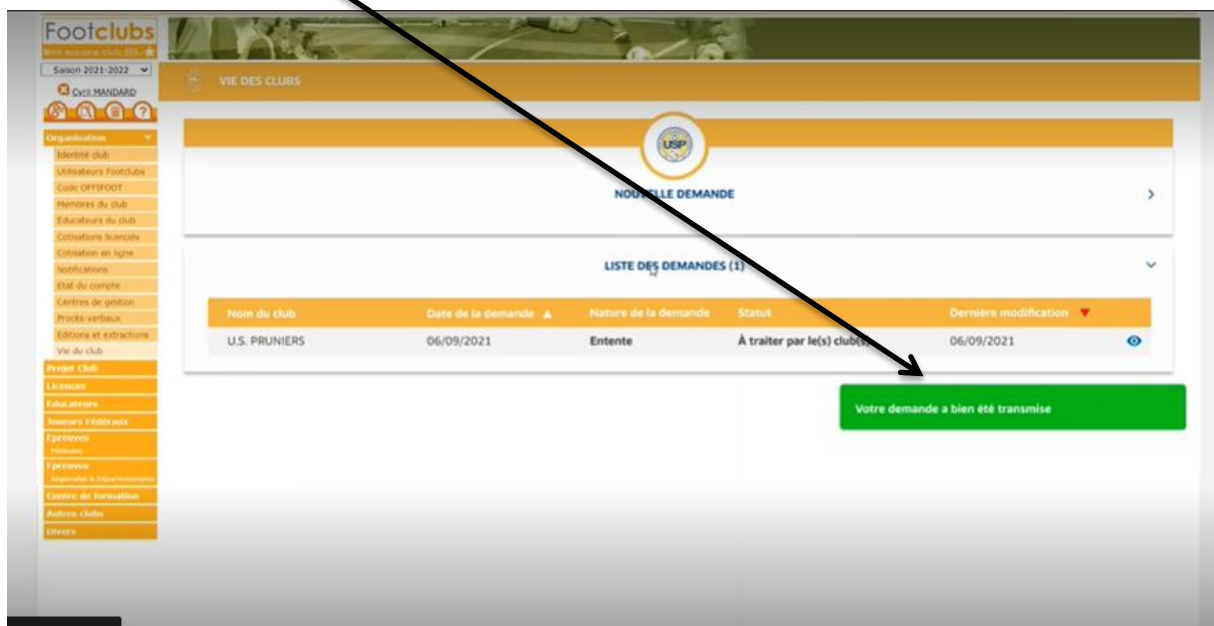 Footclubs
Saison 2021-2022
Cyril MANDARD
VIE DES CLUBS
USP
Organisation
Identité club
Utilisateurs Footclubs
Code OFFIFOOT
Membres du club
Educateurs du club
Cotisations licenciés
Cotisation en ligne
Notifications
Etat du compte
Centres de gestion
Procès-verbaux
Editions et extractions
Vie du club
Projet Club
Licences
Educateurs
Joueurs Fédéraux
Epreuves
Fédérales
Epreuves
Régionales & Départementales
Centre de formation
Autres clubs
Divers
NOUVELLE DEMANDE
LISTE DES DEMANDES (1)
Nom du club Date de la demande Nature de la demande Statut Dernière modification
U.S. PRUNIERS 06/09/2021 Entente À traiter par le(s) club(s) 06/09/2021
Votre demande a bien été transmise